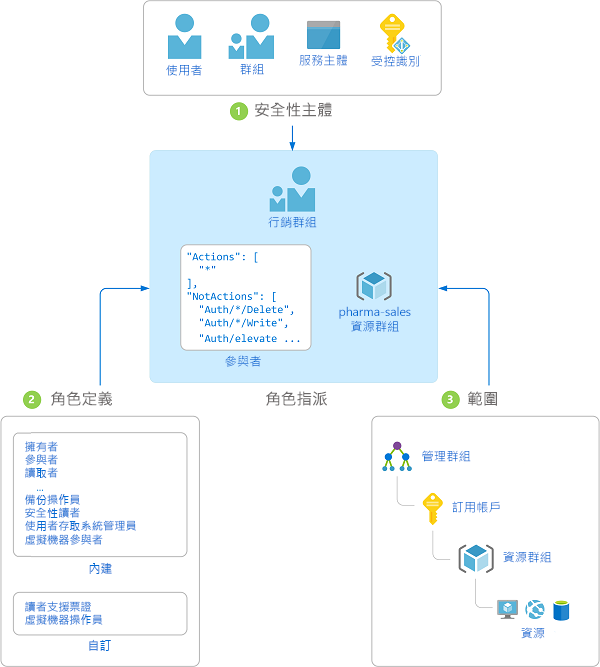 使用者
群組
服務主體
受控識別
1 安全性主體
行銷群組
"Actions": [
"*"
],
"NotActions": [
"Auth/*/Delete",
"Auth/*/Write",
"Auth/elevate ...
參與者
pharma-sales
資源群組
角色指派
2 角色定義
擁有者
參與者
讀取者
...
備份操作員
安全性讀者
使用者存取系統管理員
虛擬機器參與者
內建
讀者支援票證
虛擬機器操作員
自訂
3 範圍
管理群組
訂用帳戶
資源群組
資源